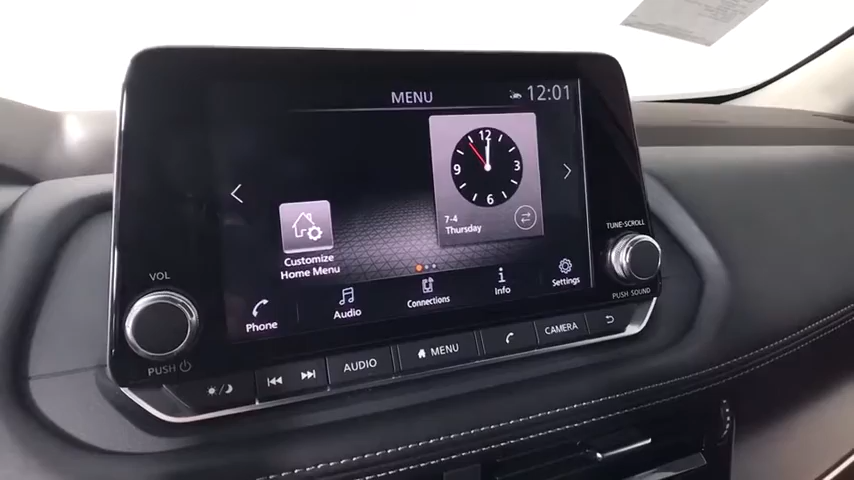 MENU
12:01
12
3
6
9
7-4
Thursday
Customize
Home Menu
Phone
Audio
Connections
Info
Settings
VOL
PUSH
TUNE·SCROLL
PUSH SOUND
AUDIO
MENU
CAMERA